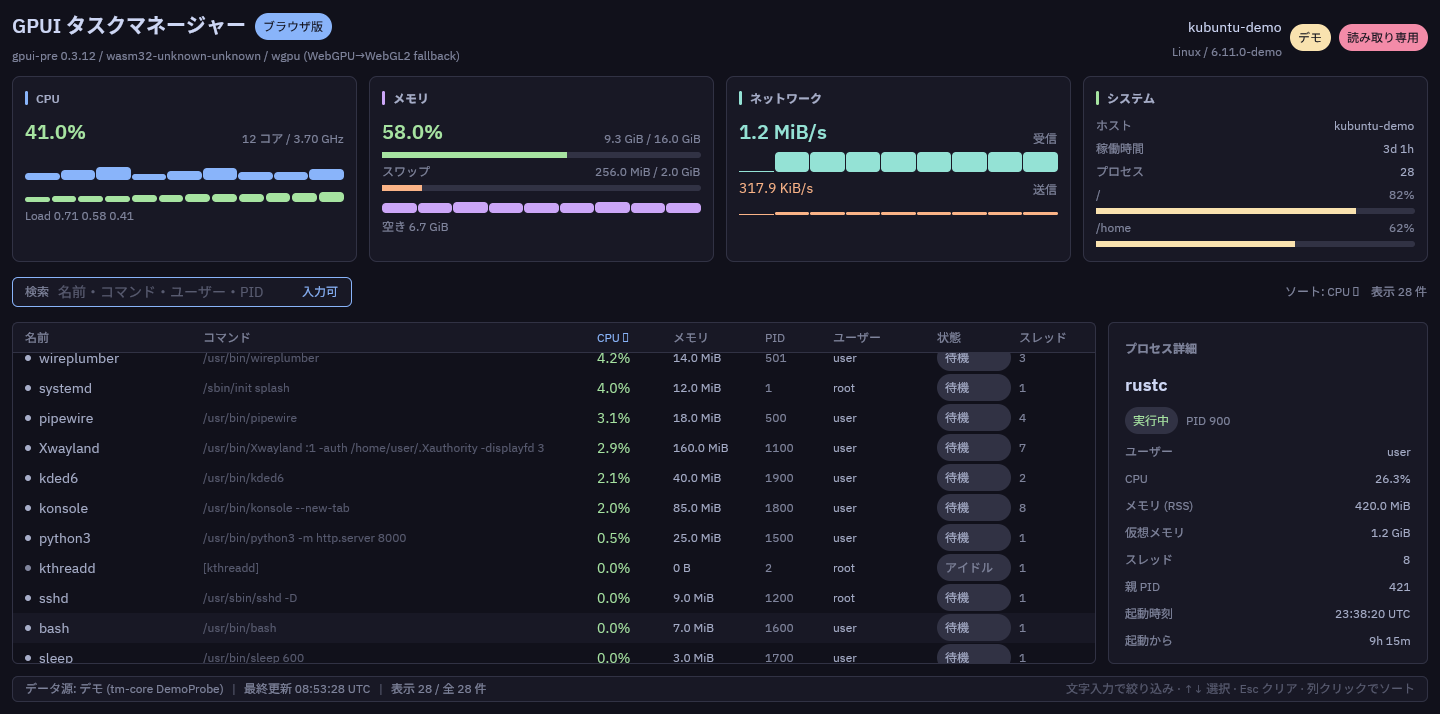 GPUI タスクマネージャー ブラウザ版
gpui-pre 0.3.12 / wasm32-unknown-unknown / wgpu (WebGPU→WebGL2 fallback)
kubuntu-demo
Linux / 6.11.0-demo
デモ 読み取り専用
CPU
41.0% 12 コア / 3.70 GHz
Load 0.71 0.58 0.41
メモリ
58.0% 9.3 GiB / 16.0 GiB
スワップ 256.0 MiB / 2.0 GiB
空き 6.7 GiB
ネットワーク
1.2 MiB/s 受信
317.9 KiB/s 送信
システム
ホスト kubuntu-demo
稼働時間 3d 1h
プロセス 28
/ 82%
/home 62%
検索 名前・コマンド・ユーザー・PID 入力可
ソート: CPU 表示 28 件
名前 コマンド CPU メモリ PID ユーザー 状態 スレッド
wireplumber /usr/bin/wireplumber 4.2% 14.0 MiB 501 user 待機 3
systemd /sbin/init splash 4.0% 12.0 MiB 1 root 待機 1
pipewire /usr/bin/pipewire 3.1% 18.0 MiB 500 user 待機 4
Xwayland /usr/bin/Xwayland :1 -auth /home/user/.Xauthority -displayfd 3 2.9% 160.0 MiB 1100 user 待機 7
kded6 /usr/bin/kded6 2.1% 40.0 MiB 1900 user 待機 2
konsole /usr/bin/konsole --new-tab 2.0% 85.0 MiB 1800 user 待機 8
python3 /usr/bin/python3 -m http.server 8000 0.5% 25.0 MiB 1500 user 待機 1
kthreadd [kthreadd] 0.0% 0 B 2 root アイドル 1
sshd /usr/sbin/sshd -D 0.0% 9.0 MiB 1200 root 待機 1
bash /usr/bin/bash 0.0% 7.0 MiB 1600 user 待機 1
sleep /usr/bin/sleep 600 0.0% 3.0 MiB 1700 user 待機 1
プロセス詳細
rustc
実行中 PID 900
ユーザー user
CPU 26.3%
メモリ (RSS) 420.0 MiB
仮想メモリ 1.2 GiB
スレッド 8
親 PID 421
起動時刻 23:38:20 UTC
起動から 9h 15m
データ源: デモ (tm-core DemoProbe) | 最終更新 08:53:28 UTC | 表示 28 / 全 28 件
文字入力で絞り込み · ↑↓ 選択 · Esc クリア · 列クリックでソート